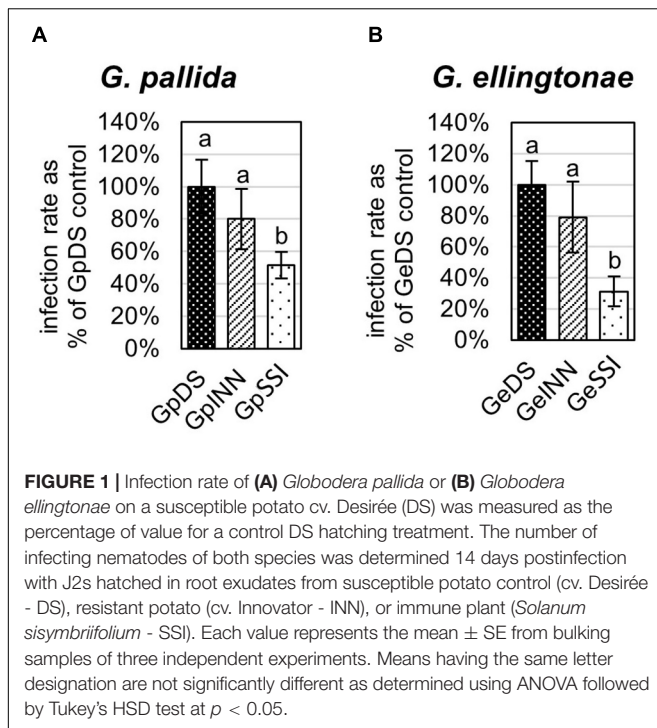 A
B
G. pallida
G. ellingtonae
infection rate as
% of GpDS control
140%
120%
100%
80%
60%
40%
20%
0%
a
a
b
GpDS
GpINN
GpSSI
infection rate as
% of GeDS control
140%
120%
100%
80%
60%
40%
20%
0%
a
a
b
GeDS
GeINN
GeSSI
FIGURE 1 | Infection rate of (A) Globodera pallida or (B) Globodera
ellingtonae on a susceptible potato cv. Desirée (DS) was measured as the
percentage of value for a control DS hatching treatment. The number of
infecting nematodes of both species was determined 14 days postinfection
with J2s hatched in root exudates from susceptible potato control (cv. Desirée
- DS), resistant potato (cv. Innovator - INN), or immune plant (Solanum
sisymbriifolium - SSI). Each value represents the mean ± SE from bulking
samples of three independent experiments. Means having the same letter
designation are not significantly different as determined using ANOVA followed
by Tukey's HSD test at p < 0.05.